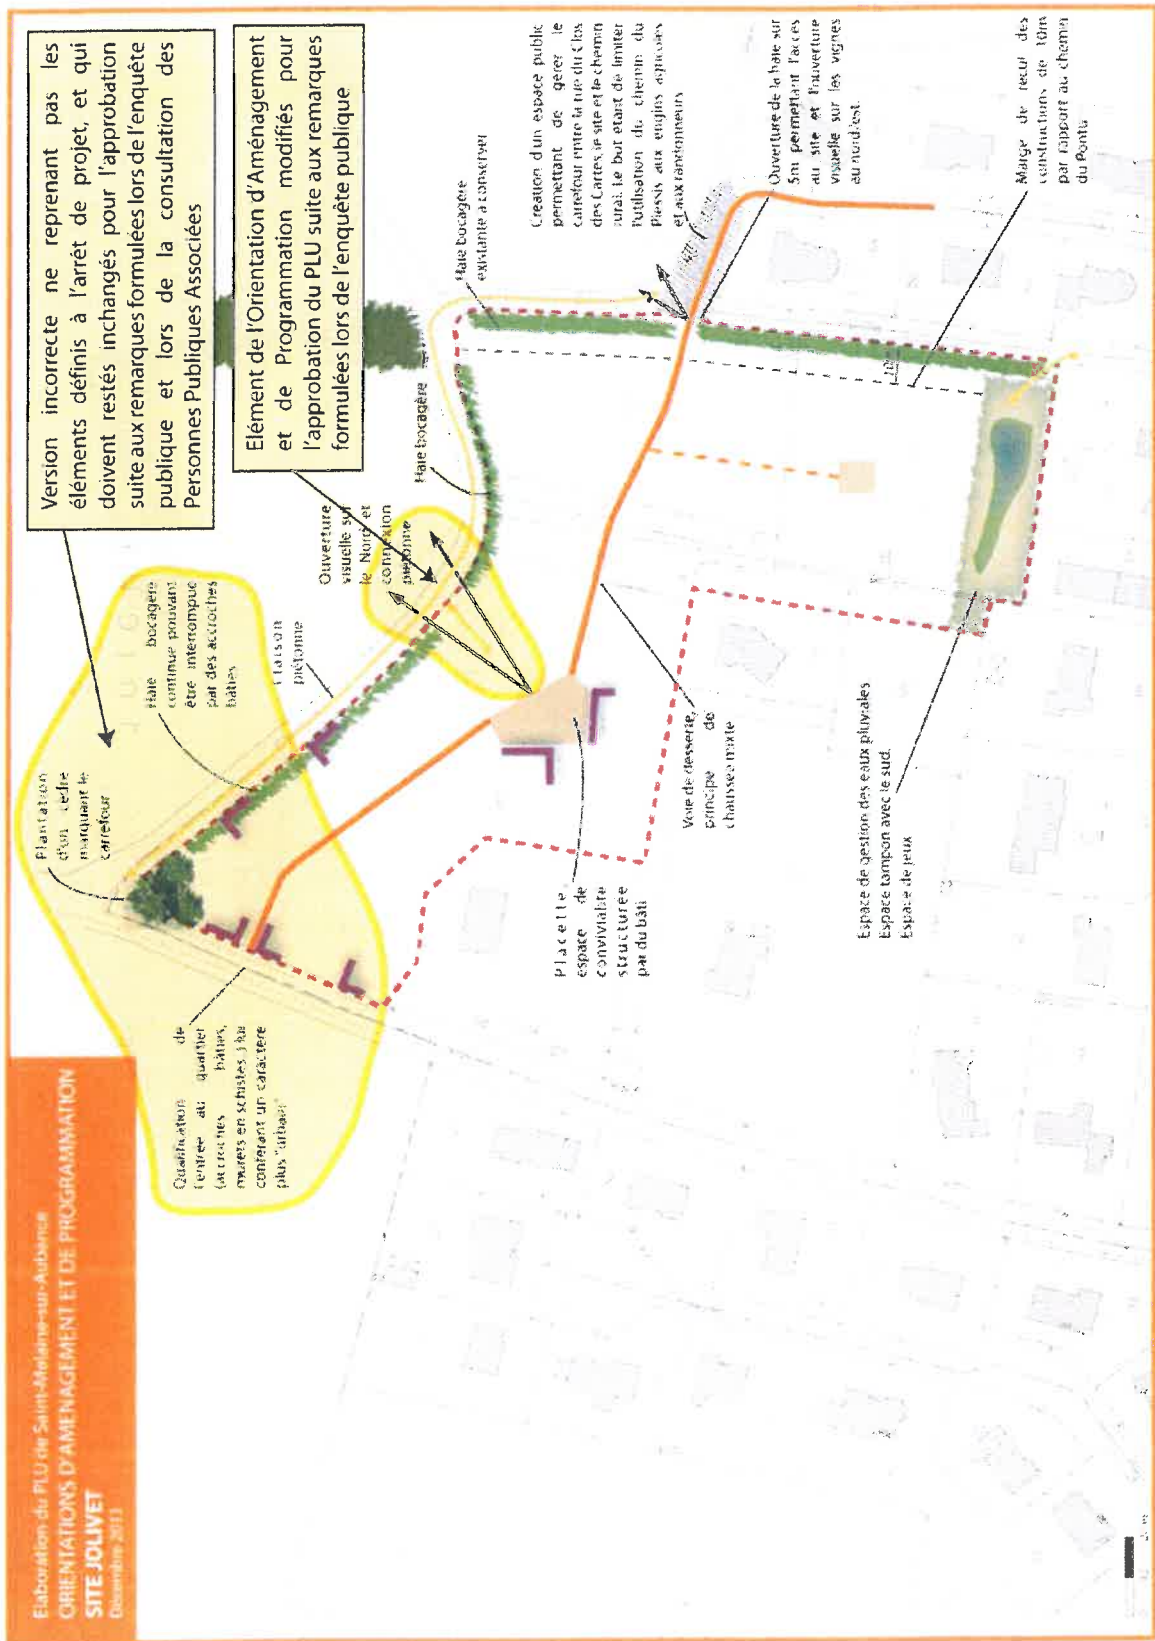 Elaboration du PLU de Saint-Melaine-sur-Aubance
ORIENTATIONS D'AMENAGEMENT ET DE PROGRAMMATION
SITE JOLIVET
Décembre 2013
Version incorrecte ne reprenant pas les
éléments définis à l'arrêt de projet, et qui
doivent restés inchangés pour l'approbation
suite aux remarques formulées lors de l'enquête
publique et lors de la consultation des
Personnes Publiques Associées
Elément de l'Orientation d'Aménagement
et de Programmation modifiés pour
l'approbation du PLU suite aux remarques
formulées lors de l'enquête publique
Plantation
d'un cèdre
marquant le
carrefour
Haie bocagère
continue pouvant
être interrompue
par des accroches
bâties
Liaison
piétonne
Ouverture
visuelle sur
le Nord et
connexion
piétonne
Haie bocagère
Haie bocagère
existante à conserver
Création d'un espace public
permettant de gérer le
carrefour entre la rue du Clos
des Cartes, le site et le chemin
rural. Le but étant de limiter
l'utilisation du chemin du
Plessis aux engins agricoles
et aux randonneurs
Ouverture de la haie sur
5m permettant l'accès
au site et l'ouverture
visuelle sur les vignes
au nord/est.
Marge de recul des
constructions de 10m
par rapport au chemin
du Pontu
Qualification de
l'entrée au quartier
(accroches bâties,
murets en schistes...) lui
conférant un caractère
plus "urbain"
Placette,
espace de
convivialité
structurée
par du bâti
Voie de desserte,
principe de
chaussée mixte
Espace de gestion des eaux pluviales
Espace tampon avec le sud.
Espace de jeux